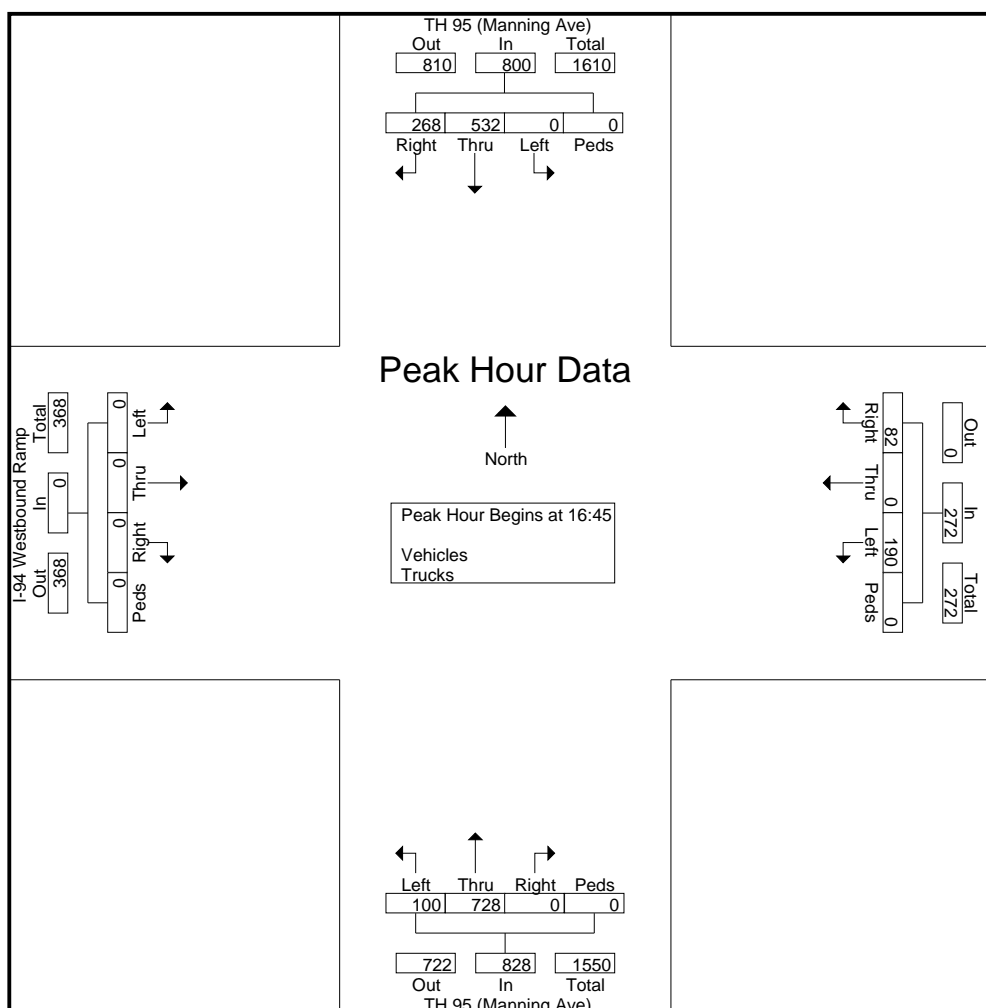 TH 95 (Manning Ave)
Out In Total
810 800 1610
268 532 0 0
Right Thru Left Peds
Peak Hour Data
North
Peak Hour Begins at 16:45
Vehicles
Trucks
I-94 Westbound Ramp
Out In Total
368 0 368
0 0 0 0
Left Thru Right Peds
Out In Total
0 272 272
82 0 190 0
Right Thru Left Peds
Left Thru Right Peds
100 728 0 0
722 828 1550
Out In Total
TH 95 (Manning Ave)